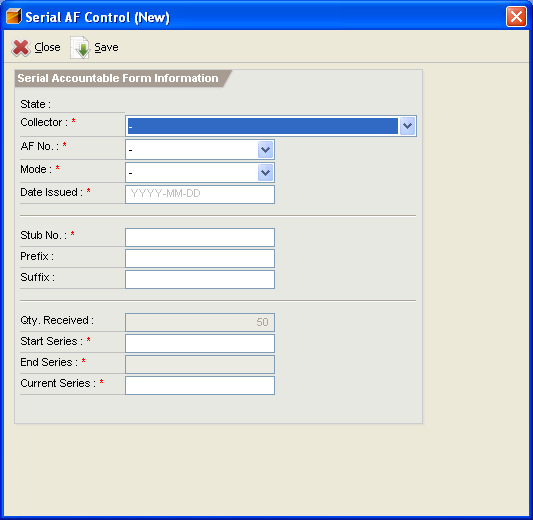 Serial AF Control (New)
Close Save
Serial Accountable Form Information
State :
Collector : * -
AF No. : * -
Mode : * -
Date Issued : * YYYY-MM-DD
Stub No. : *
Prefix :
Suffix :
Qty. Received : 50
Start Series : *
End Series : *
Current Series : *